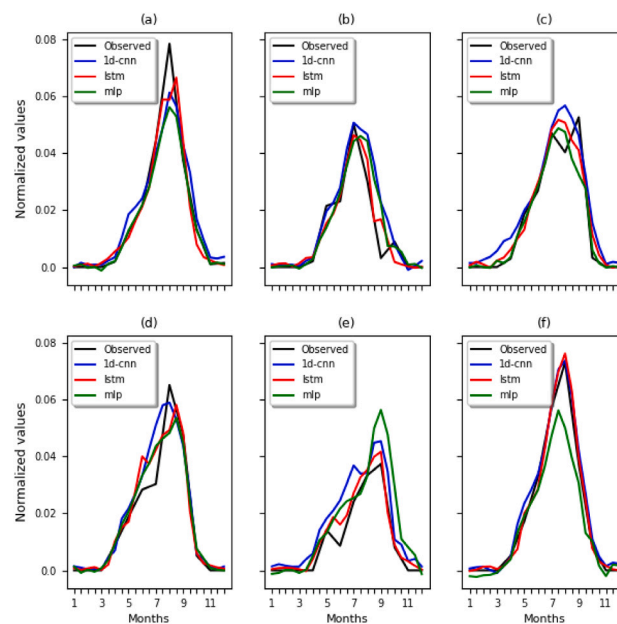 (a)
(b)
(c)
0.08
0.06
0.04
0.02
0.0
Normalized values
Observed
1d-cnn
lstm
mlp
Observed
1d-cnn
lstm
mlp
Observed
1d-cnn
lstm
mlp
(d)
(e)
(f)
0.08
0.06
0.04
0.02
0.0
Normalized values
Observed
1d-cnn
lstm
mlp
Observed
1d-cnn
lstm
mlp
Observed
1d-cnn
lstm
mlp
1 3 5 7 9 11
1 3 5 7 9 11
1 3 5 7 9 11
Months
Months
Months